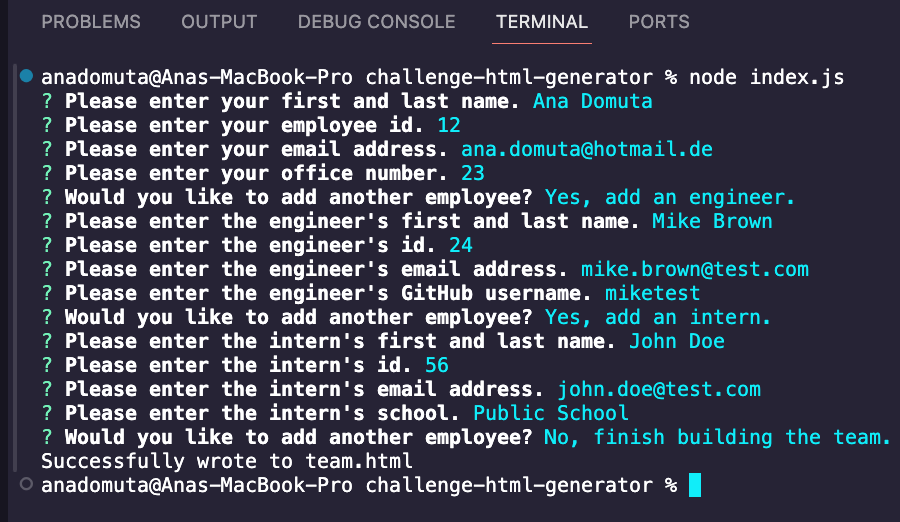 PROBLEMS OUTPUT DEBUG CONSOLE TERMINAL PORTS
anadomuta@Anas-MacBook-Pro challenge-html-generator % node index.js
? Please enter your first and last name. Ana Domuta
? Please enter your employee id. 12
? Please enter your email address. ana.domuta@hotmail.de
? Please enter your office number. 23
? Would you like to add another employee? Yes, add an engineer.
? Please enter the engineer's first and last name. Mike Brown
? Please enter the engineer's id. 24
? Please enter the engineer's email address. mike.brown@test.com
? Please enter the engineer's GitHub username. miketest
? Would you like to add another employee? Yes, add an intern.
? Please enter the intern's first and last name. John Doe
? Please enter the intern's id. 56
? Please enter the intern's email address. john.doe@test.com
? Please enter the intern's school. Public School
? Would you like to add another employee? No, finish building the team.
Successfully wrote to team.html
anadomuta@Anas-MacBook-Pro challenge-html-generator %